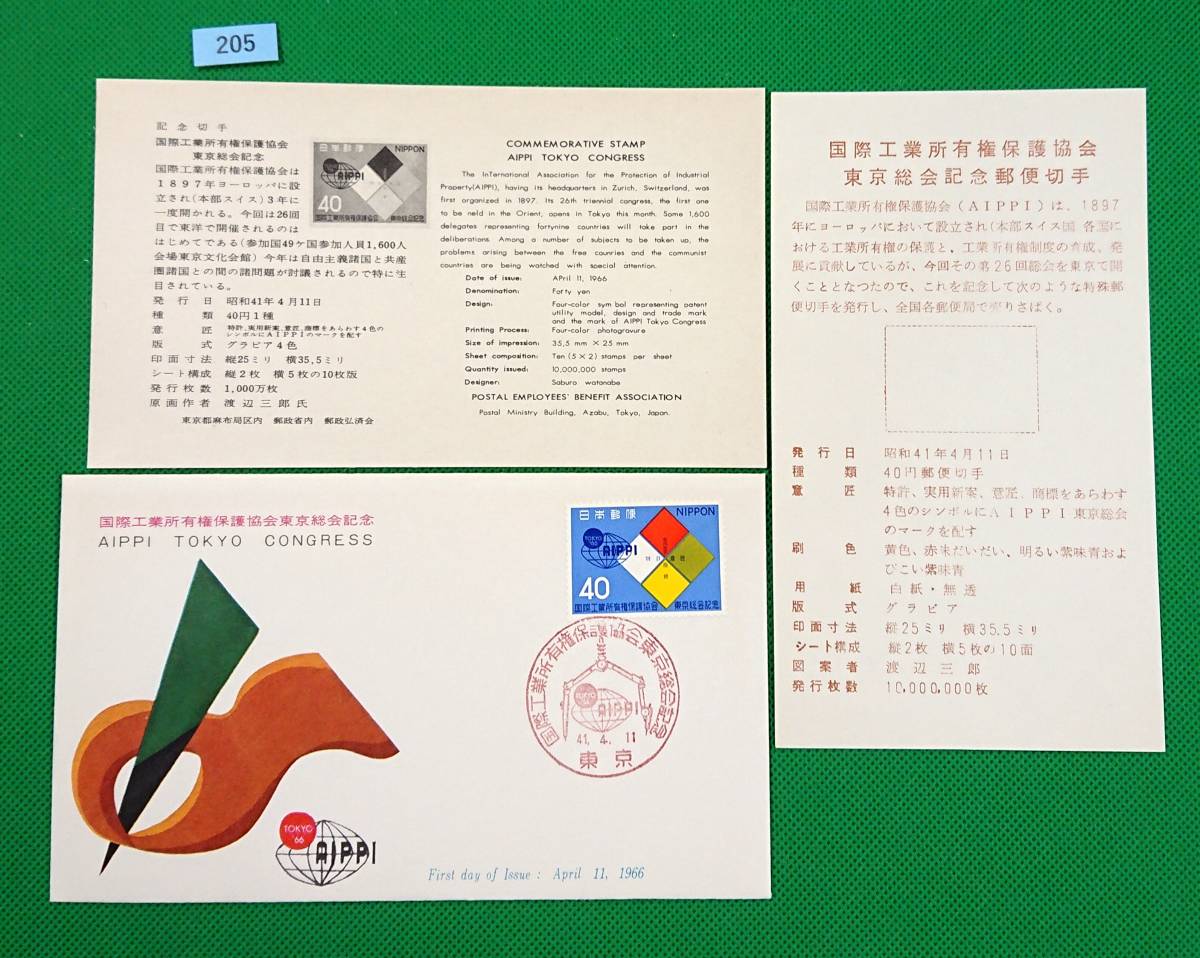 205
記念切手
国際工業所有権保護協会
東京総会記念
国際工業所有権保護協会は
1897年ヨーロッパに設
立され(本部スイス)3年に
一度開かれる。今回は26回
目で東洋で開催されるのは
はじめてである(参加国49ケ国参加人員1,600人
会場東京文化会館)今年は自由主義諸国と共産
圏諸国との間の諸問題が討議されるので特に注
目されている。
発行日 昭和41年4月11日
種類 40円1種
意匠 特許、実用新案、意匠、商標をあらわす4色の
シンボルにAIPPIのマークを配す
版式 グラビア4色
印面寸法 縦25ミリ 横35,5ミリ
シート構成 縦2枚 横5枚の10枚版
発行枚数 1,000万枚
原画作者 渡辺三郎氏
東京都麻布局区内 郵政省内 郵政弘済会
日本郵便 NIPPON
AIPPI
40
国際工業所有権保護協会 東京総会記念
COMMEMORATIVE STAMP
AIPPI TOKYO CONGRESS
The International Association for the Protection of Industrial
Property(AIPPI), having its headquarters in Zurich, Switzerland, was
first organized in 1897. Its 26th triennial congress, the first one
to be neld in the Orient, opens in Tokyo this month. Some 1,600
delegates representing fortynine countries will take part in the
deliberations. Among a number of subjects to be taken up, the
problems arising between the free counries and the communist
countries are being watched with special attention.
Date of issue: APril 11, 1966
Denomination: Forty yen
Design: Four-color symbol representing patent
utility model, design and trade mark
and the mark of AIPPI Tokyo Congress
Printing Process: Four-color photogravure
Size of impression: 35,5 mm × 25 mm
Sheet composition: Ten (5×2) stamps per sheet
Quantity issued: 10,000,000 stamps
Designer: Saburo watanabe
POSTAL EMPLOYEES' BENEFIT ASSOCIATION
Postal Ministry Building, Azabu, Tokyo, Japan.
国際工業所有権保護協会
東京総会記念郵便切手
国際工業所有権保護協会(AIPPI)は、1897
年にヨーロッパにおいて設立され(本部スイス国)各国に
おける工業所有権の保護と、工業所有権制度の育成、発
展に貢献しているが、今回その第26回総会を東京で開
くこととなつたので、これを記念して次のような特殊郵
便切手を発行し、全国各郵便局で売りさばく。
発行日 昭和41年4月11日
種類 40円郵便切手
意匠 特許、実用新案、意匠、商標をあらわす
4色のシンボルにAIPPI東京総会
のマークを配す
刷色 黄色、赤味だいだい、明るい紫味青およ
びこい紫味青
用紙 白紙・無透
版式 グラビア
印面寸法 縦25ミリ 横35.5ミリ
シート構成 縦2枚 横5枚の10面
図案者 渡辺三郎
発行枚数 10,000,000枚
国際工業所有権保護協会東京総会記念
AIPPI TOKYO CONGRESS
日本郵便 NIPPON
TOKYO '66
AIPPI
40
国際工業所有権保護協会 東京総会記念
国際工業所有権保護協会東京総会記念
TOKYO '66
AIPPI
41.4.11
東京
TOKYO
'66
AIPPI
First day of Issue : April 11, 1966